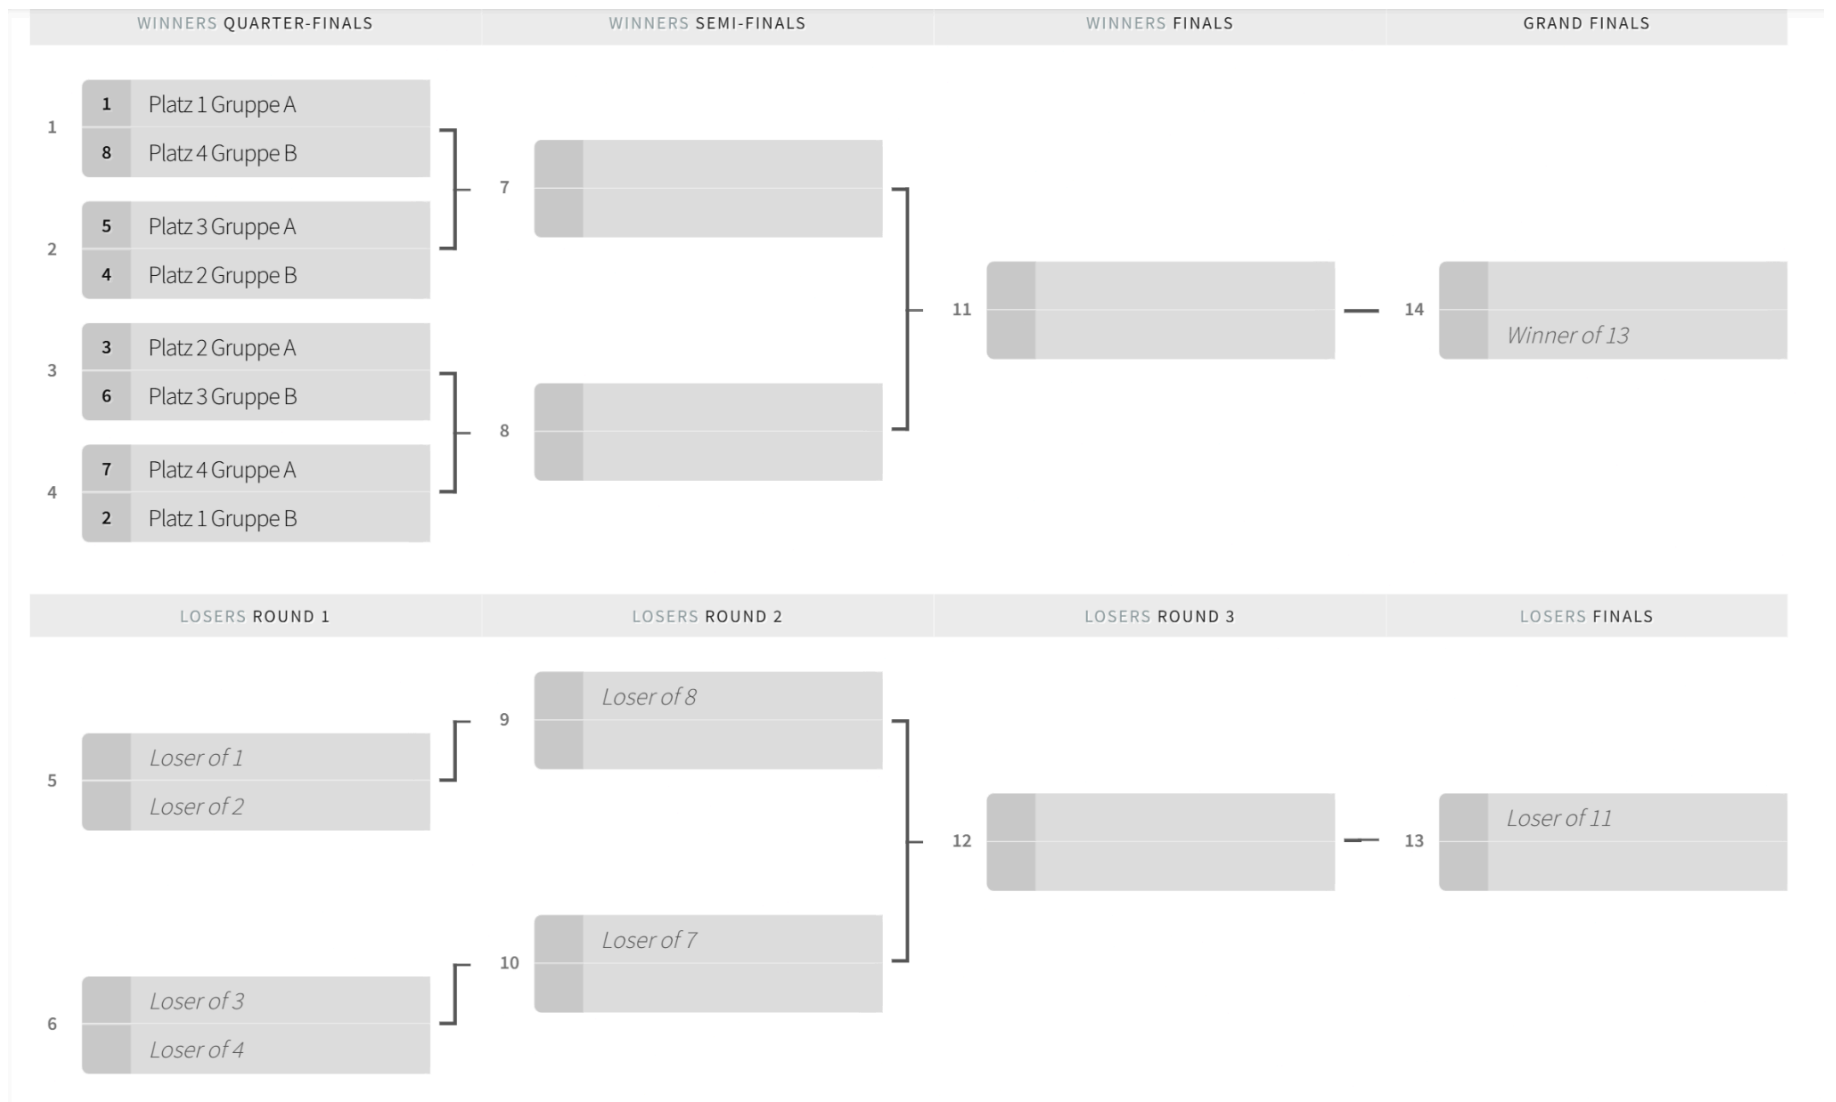 WINNERS QUARTER-FINALS WINNERS SEMI-FINALS WINNERS FINALS GRAND FINALS
1
1 Platz 1 Gruppe A
8 Platz 4 Gruppe B
2
5 Platz 3 Gruppe A
4 Platz 2 Gruppe B
3
3 Platz 2 Gruppe A
6 Platz 3 Gruppe B
4
7 Platz 4 Gruppe A
2 Platz 1 Gruppe B
7
8
11
14
Winner of 13
LOSERS ROUND 1 LOSERS ROUND 2 LOSERS ROUND 3 LOSERS FINALS
5
Loser of 1
Loser of 2
6
Loser of 3
Loser of 4
9
Loser of 8
10
Loser of 7
12
13
Loser of 11